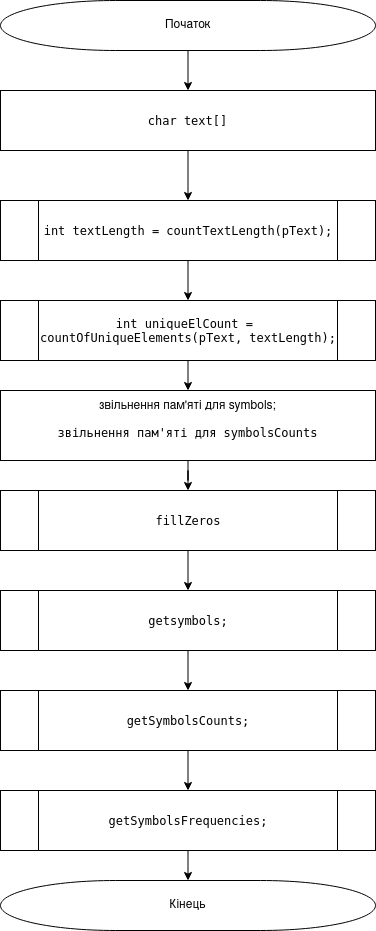 Початок
char text[]
int textLength = countTextLength(pText);
int uniqueElCount =
countOfUniqueElements(pText, textLength);
звільнення пам'яті для symbols;
звільнення пам'яті для symbolsCounts
fillZeros
getsymbols;
getSymbolsCounts;
getSymbolsFrequencies;
Кінець